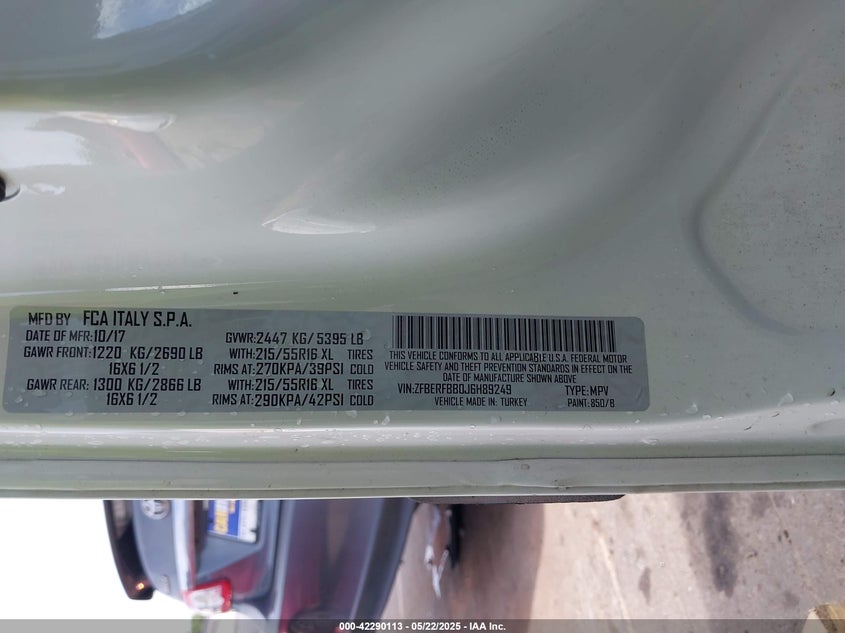 MFD BY FCA ITALY S.P.A.
DATE OF MFR:10/17 GVWR:2447 KG/5395 LB
GAWR FRONT:1220 KG/2690 LB WITH:215/55R16 XL TIRES
16X6 1/2 RIMS AT:270KPA/39PSI COLD
GAWR REAR:1300 KG/2866 LB WITH:215/55R16 XL TIRES
16X6 1/2 RIMS AT:290KPA/42PSI COLD
THIS VEHICLE CONFORMS TO ALL APPLICABLE U.S.A. FEDERAL MOTOR
VEHICLE SAFETY AND THEFT PREVENTION STANDARDS IN EFFECT ON THE
DATE OF MANUFACTURE SHOWN ABOVE.
VIN:ZFBERFBB0J6H89249 TYPE: MPV
VEHICLE MADE IN: TURKEY PAINT: 850/B
000-42290113 - 05/22/2025 - IAA Inc.